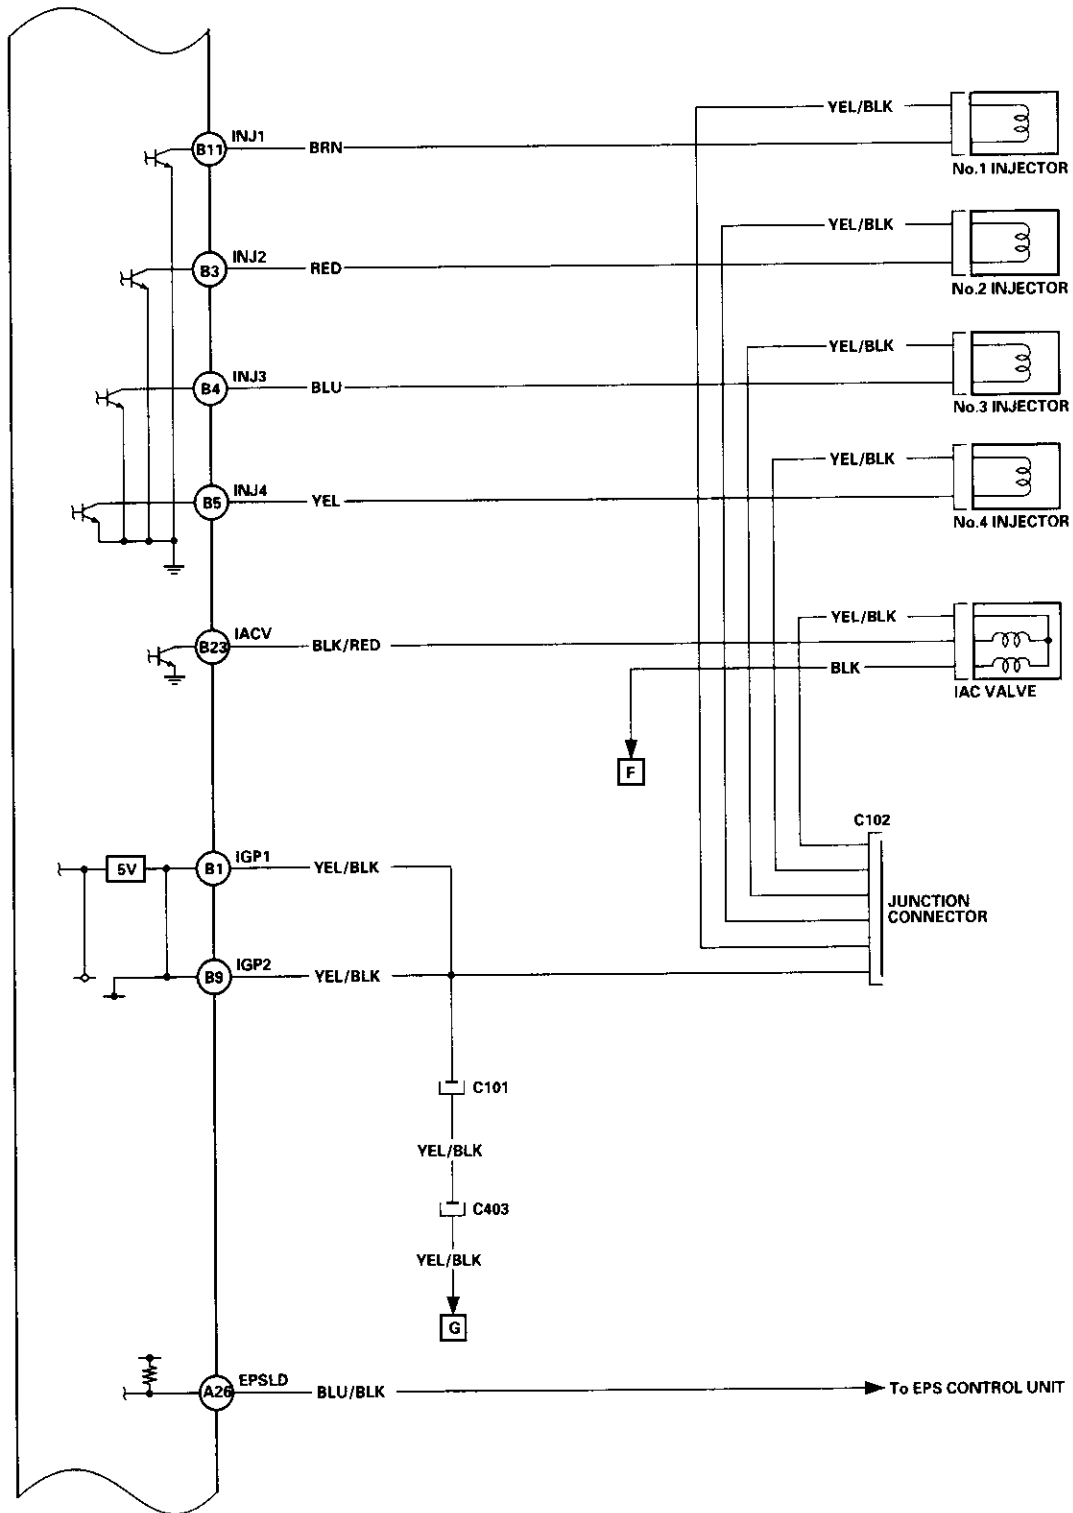 YEL/BLK
INJ1
B11
BRN
No.1 INJECTOR
YEL/BLK
INJ2
B3
RED
No.2 INJECTOR
YEL/BLK
INJ3
B4
BLU
No.3 INJECTOR
YEL/BLK
INJ4
B5
YEL
No.4 INJECTOR
YEL/BLK
IACV
B23
BLK/RED
BLK
IAC VALVE
F
C102
IGP1
5V
B1
YEL/BLK
JUNCTION
CONNECTOR
IGP2
B9
YEL/BLK
C101
YEL/BLK
C403
YEL/BLK
G
EPSLD
A26
BLU/BLK
To EPS CONTROL UNIT